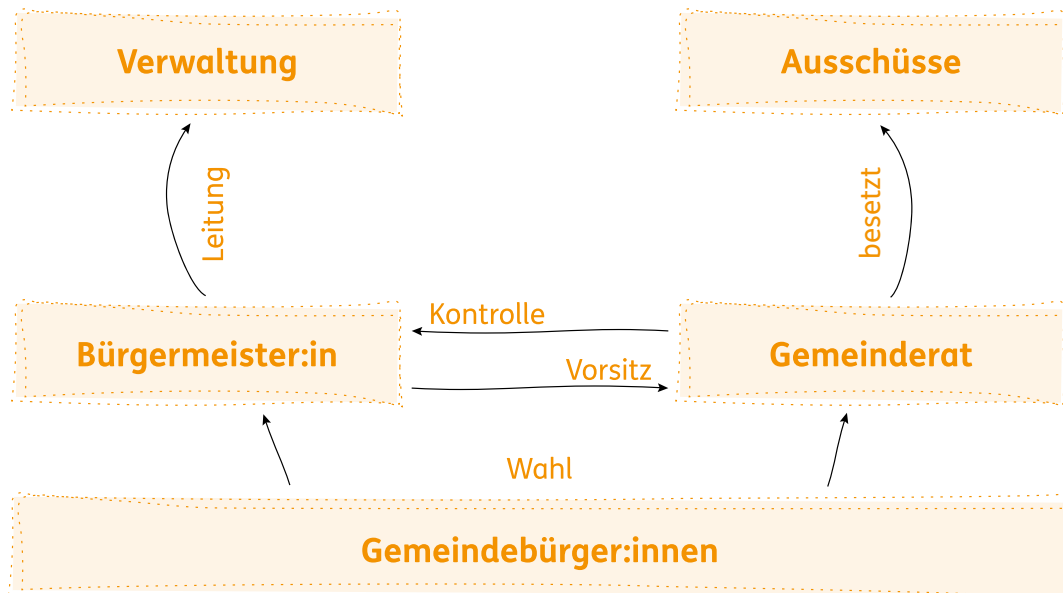 Verwaltung
Ausschüsse
Leitung
besetzt
Kontrolle
Vorsitz
Bürgermeister:in
Gemeinderat
Wahl
Gemeindebürger:innen